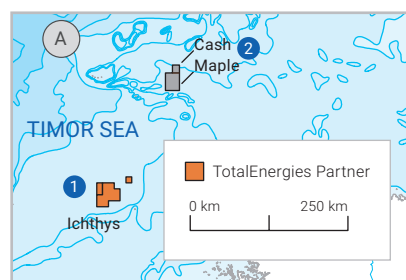 A
Cash 2
Maple
TIMOR SEA
1
Ichthys
TotalEnergies Partner
0 km 250 km